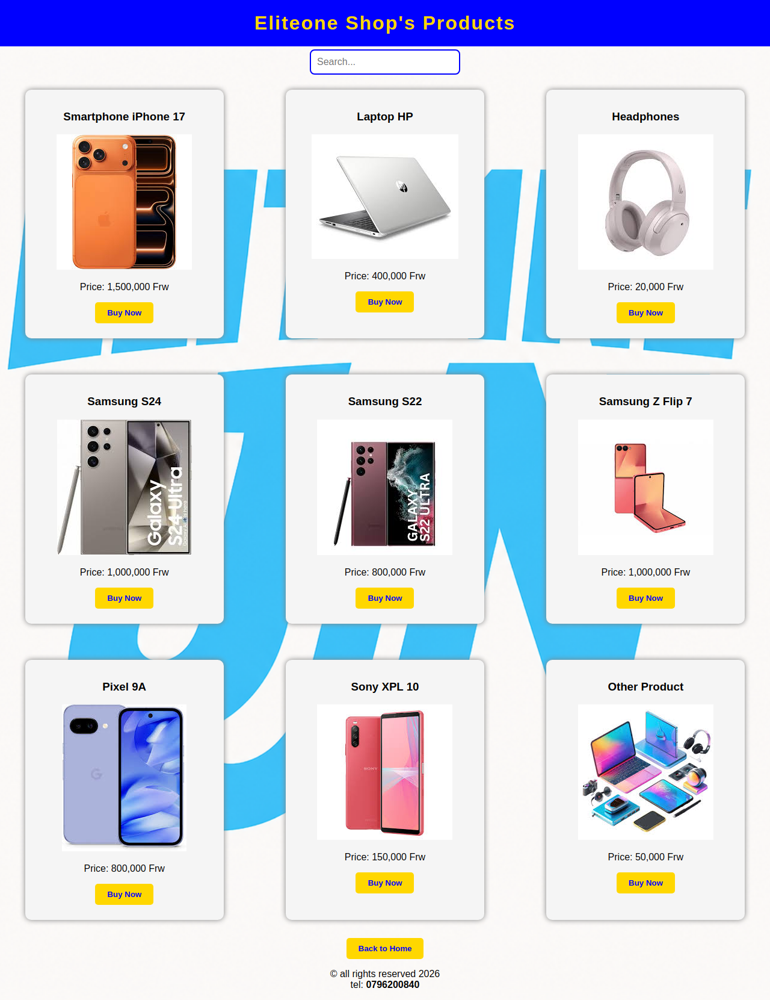 Eliteone Shop's Products
Search...
Smartphone iPhone 17
Laptop HP
Headphones
hp
Price: 1,500,000 Frw
Price: 400,000 Frw
Price: 20,000 Frw
Buy Now
Buy Now
Buy Now
Samsung S24
Samsung S22
Samsung Z Flip 7
Galaxy
S24 Ultra
GALAXY
S22 ULTRA
Price: 1,000,000 Frw
Price: 800,000 Frw
Price: 1,000,000 Frw
Buy Now
Buy Now
Buy Now
Pixel 9A
Sony XPL 10
Other Product
G
SONY
Price: 800,000 Frw
Price: 150,000 Frw
Price: 50,000 Frw
Buy Now
Buy Now
Buy Now
Back to Home
© all rights reserved 2026
tel: 0796200840